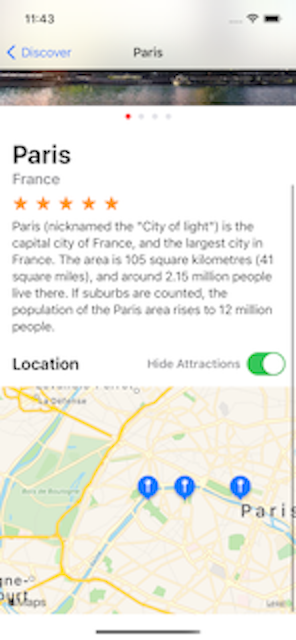 11:43
Discover
Paris
Paris
France
Paris (nicknamed the "City of light") is the
capital city of France, and the largest city in
France. The area is 105 square kilometres (41
square miles), and around 2.15 million people
live there. If suburbs are counted, the
population of the Paris area rises to 12 million
people.
Location
Hide Attractions
La Défense
Bois de Boulogne
Paris
gne-
ourt
Maps
Legal